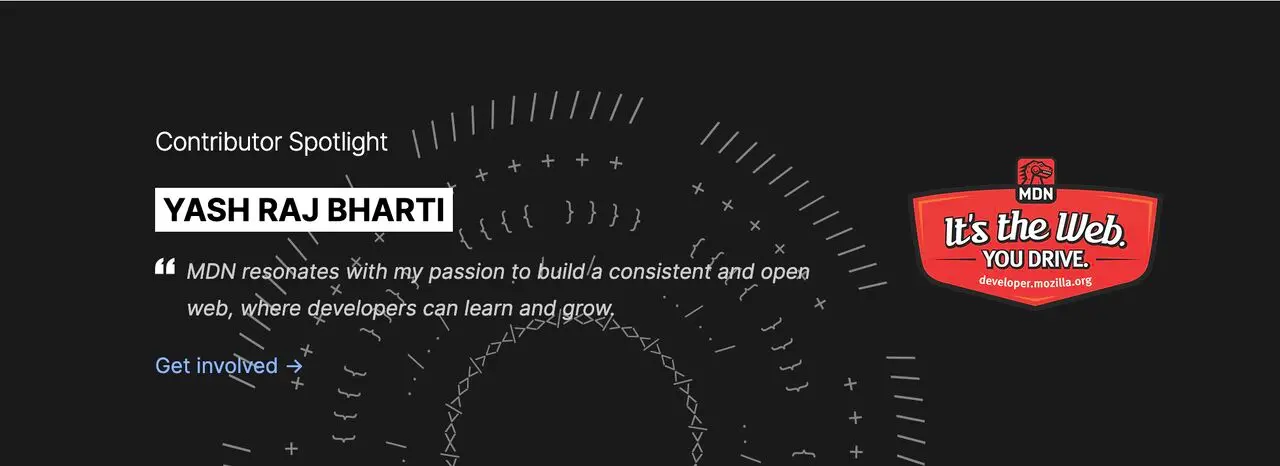 Contributor Spotlight
YASH RAJ BHARTI
“ MDN resonates with my passion to build a consistent and open
web, where developers can learn and grow.
Get involved →
MDN
It's the Web.
YOU DRIVE.
developer.mozilla.org